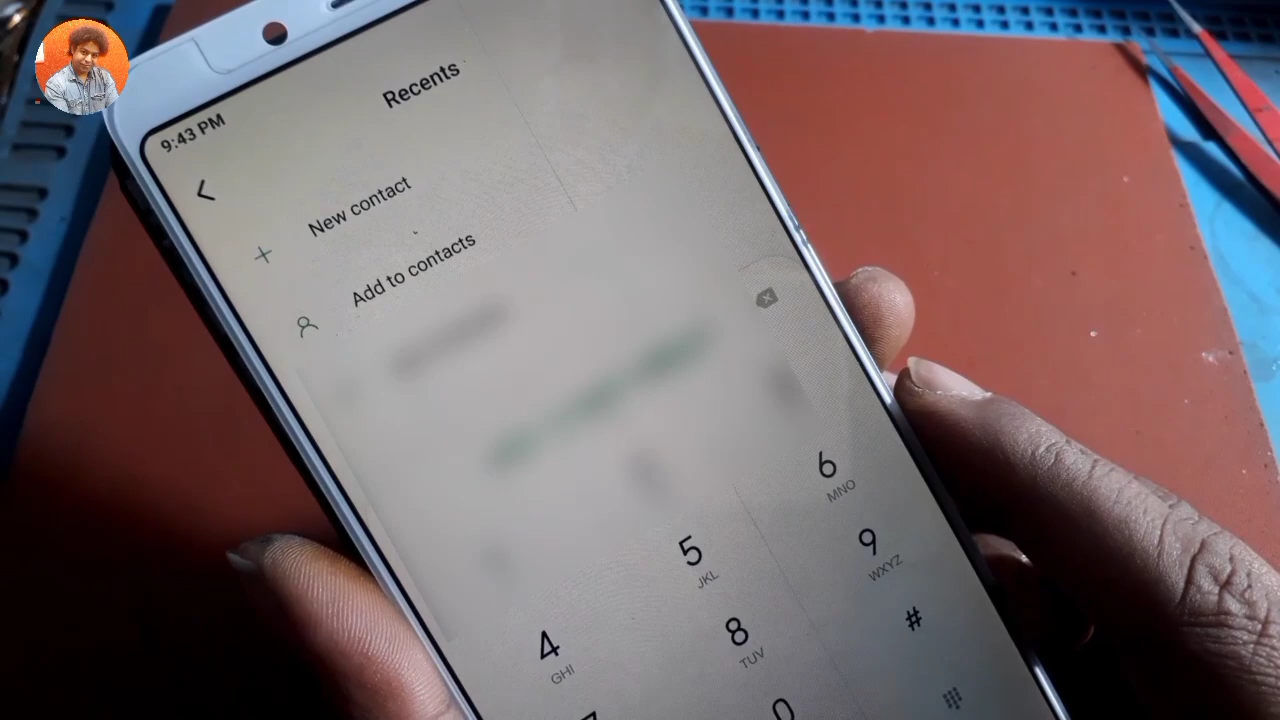 Recents
9:43 PM
New contact
Add to contacts
4
GHI
5
JKL
6
MNO
8
TUV
9
WXYZ
0
#